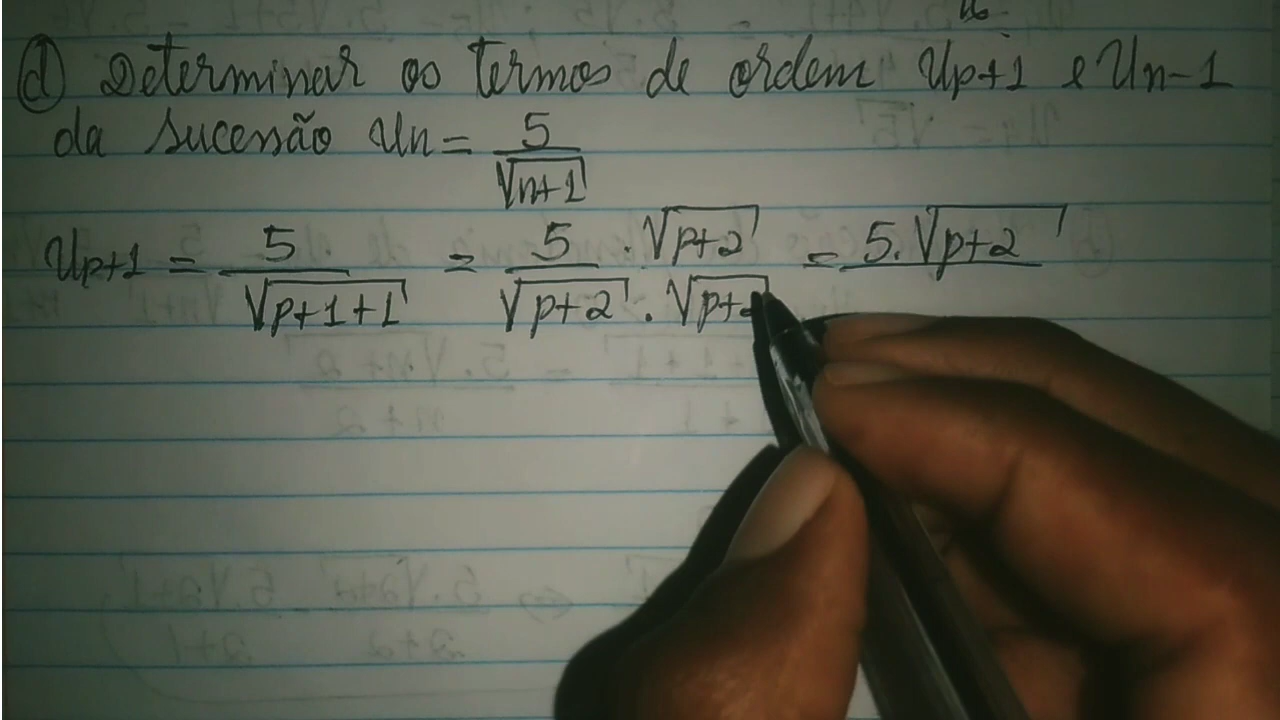 d) Determinar os termos de ordem Up+1 e Un-1
da sucessão Un = 5/√(n+1)
Up+1 = 5/√(p+1+1) = 5 · √(p+2) / √(p+2) · √(p+2) = 5 · √(p+2)